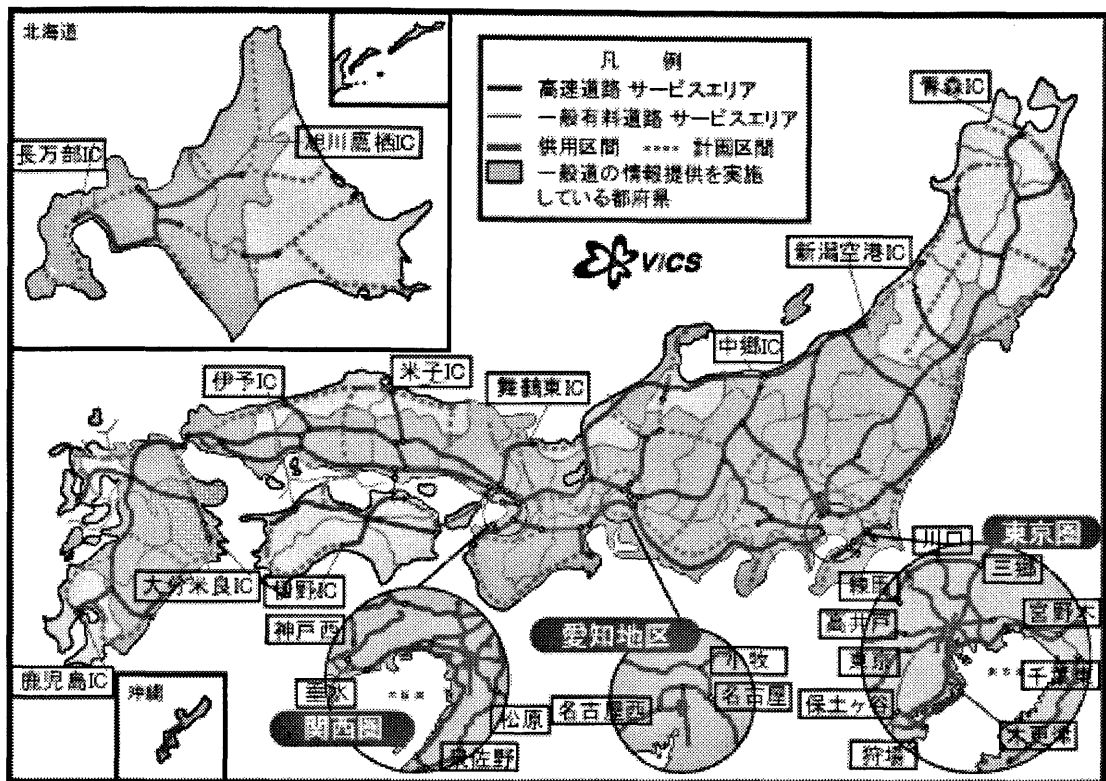 北海道
長万部IC
旭川鷹栖IC
凡 例
高速道路 サービスエリア
一般有料道路 サービスエリア
供用区間 計画区間
一般道の情報提供を実施
している都府県
VICS
青森IC
新潟空港IC
中郷IC
伊予IC
米子IC
舞鶴東IC
大分米良IC
伊野IC
鹿児島IC
沖縄
神戸西
垂水
関西圏
松原
泉佐野
愛知地区
小牧
名古屋西
名古屋
東京圏
川口
三郷
練馬
高井戸
宮野木
東京
千葉東
保土ヶ谷
木更津
狩場